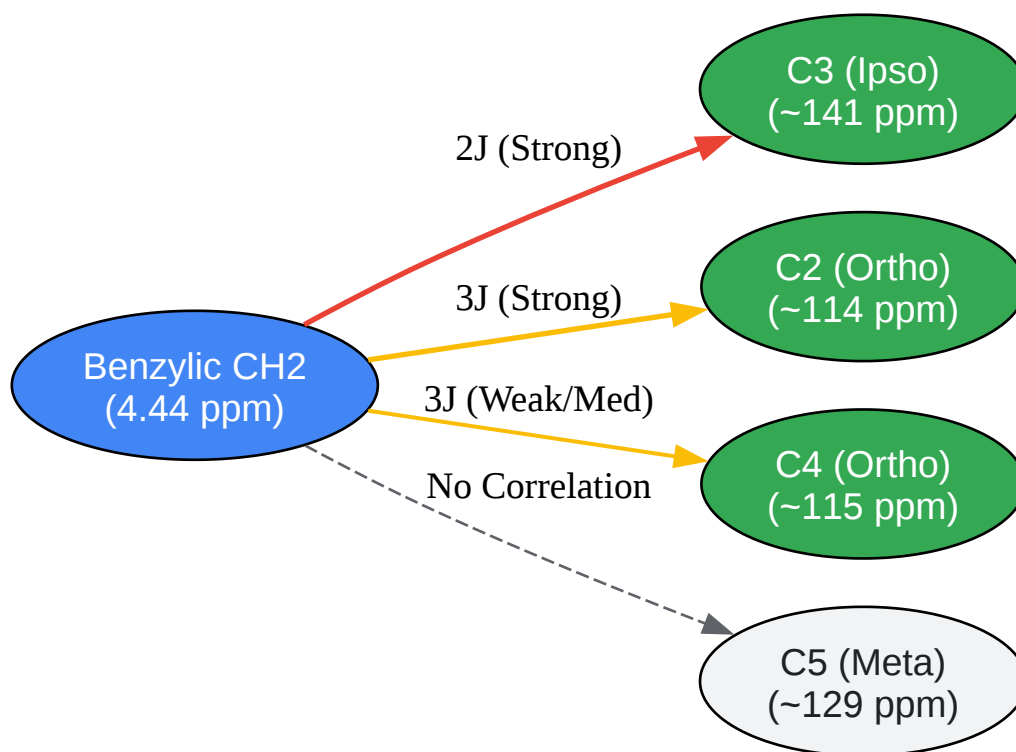 C3 (Ipso)
(~141 ppm)
2J (Strong)
C2 (Ortho)
(~114 ppm)
3J (Strong)
Benzylic CH2
(4.44 ppm)
3J (Weak/Med)
C4 (Ortho)
(~115 ppm)
No Correlation
C5 (Meta)
(~129 ppm)